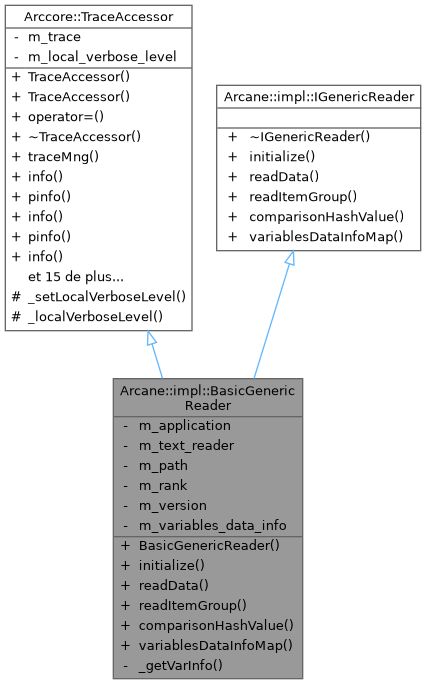 Arccore::TraceAccessor
- m_trace
- m_local_verbose_level
+ TraceAccessor()
+ TraceAccessor()
+ operator=()
+ ~TraceAccessor()
+ traceMng()
+ info()
+ pinfo()
+ info()
+ pinfo()
+ info()
et 15 de plus...
# _setLocalVerboseLevel()
# _localVerboseLevel()
Arcane::impl::IGenericReader
+ ~IGenericReader()
+ initialize()
+ readData()
+ readItemGroup()
+ comparisonHashValue()
+ variablesDataInfoMap()
Arcane::impl::BasicGeneric
Reader
- m_application
- m_text_reader
- m_path
- m_rank
- m_version
- m_variables_data_info
+ BasicGenericReader()
+ initialize()
+ readData()
+ readItemGroup()
+ comparisonHashValue()
+ variablesDataInfoMap()
- _getVarInfo()